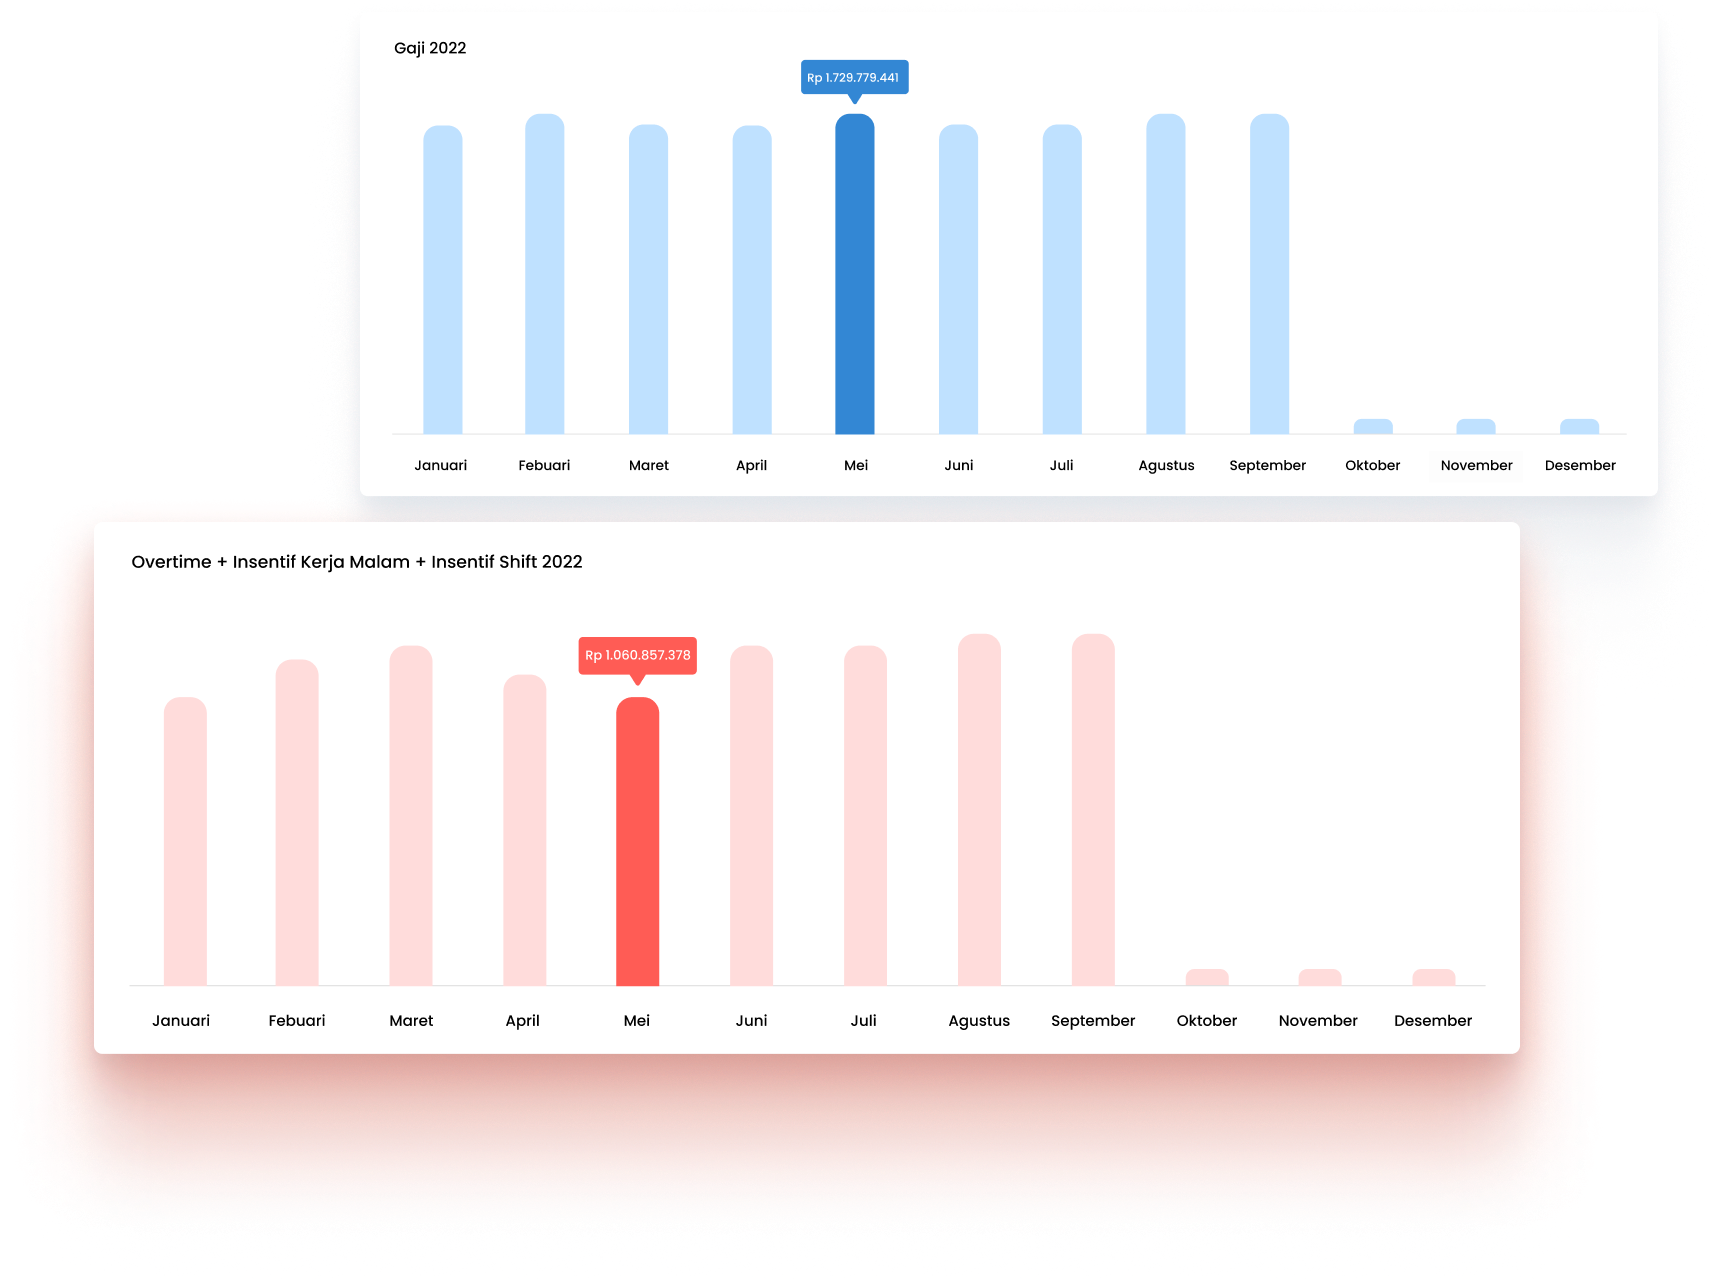 Gaji 2022
Rp 1.729.779.441
Januari Febuari Maret April Mei Juni Juli Agustus September Oktober November Desember
Overtime + Insentif Kerja Malam + Insentif Shift 2022
Rp 1.060.857.378
Januari Febuari Maret April Mei Juni Juli Agustus September Oktober November Desember